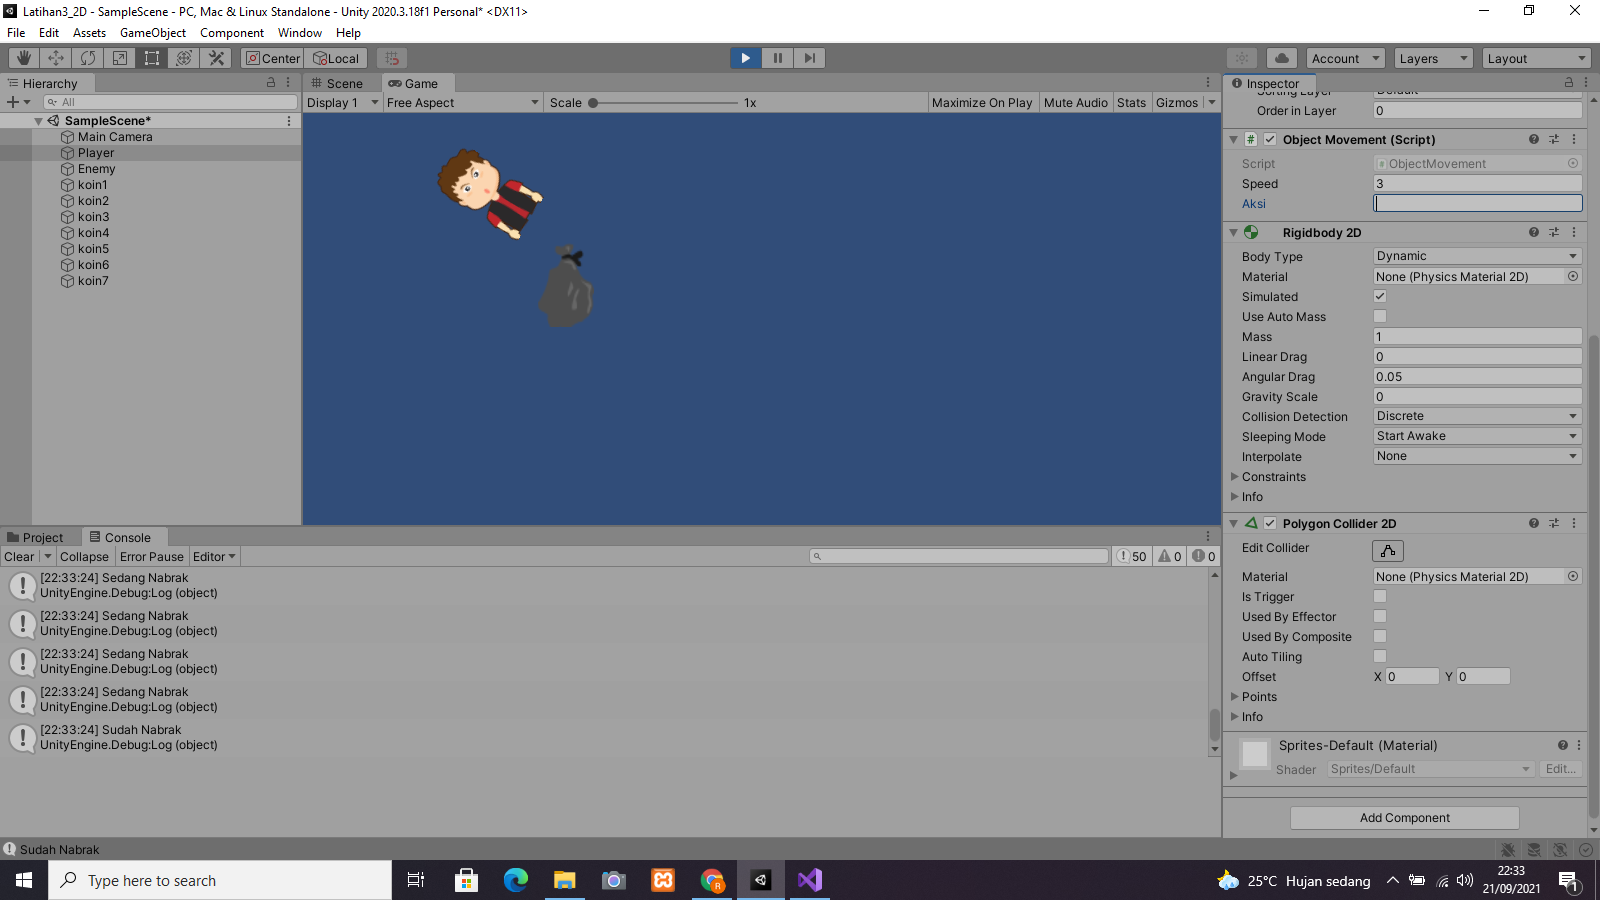 Latihan3_2D - SampleScene - PC, Mac & Linux Standalone - Unity 2020.3.18f1 Personal* <DX11>
File Edit Assets GameObject Component Window Help
Center Local
Account Layers Layout
Hierarchy
All
SampleScene*
Main Camera
Player
Enemy
koin1
koin2
koin3
koin4
koin5
koin6
koin7
Scene Game
Display 1 Free Aspect Scale 1x Maximize On Play Mute Audio Stats Gizmos
Inspector
Sorting Layer Default
Order in Layer 0
# Object Movement (Script)
Script ObjectMovement
Speed 3
Aksi
Rigidbody 2D
Body Type Dynamic
Material None (Physics Material 2D)
Simulated
Use Auto Mass
Mass 1
Linear Drag 0
Angular Drag 0.05
Gravity Scale 0
Collision Detection Discrete
Sleeping Mode Start Awake
Interpolate None
Constraints
Info
Polygon Collider 2D
Edit Collider
Material None (Physics Material 2D)
Is Trigger
Used By Effector
Used By Composite
Auto Tiling
Offset X 0 Y 0
Points
Info
Sprites-Default (Material)
Shader Sprites/Default Edit...
Add Component
Project Console
Clear Collapse Error Pause Editor 50 0 0
[22:33:24] Sedang Nabrak
UnityEngine.Debug:Log (object)
[22:33:24] Sedang Nabrak
UnityEngine.Debug:Log (object)
[22:33:24] Sedang Nabrak
UnityEngine.Debug:Log (object)
[22:33:24] Sedang Nabrak
UnityEngine.Debug:Log (object)
[22:33:24] Sudah Nabrak
UnityEngine.Debug:Log (object)
Sudah Nabrak
Type here to search
25°C Hujan sedang
22:33
21/09/2021
1